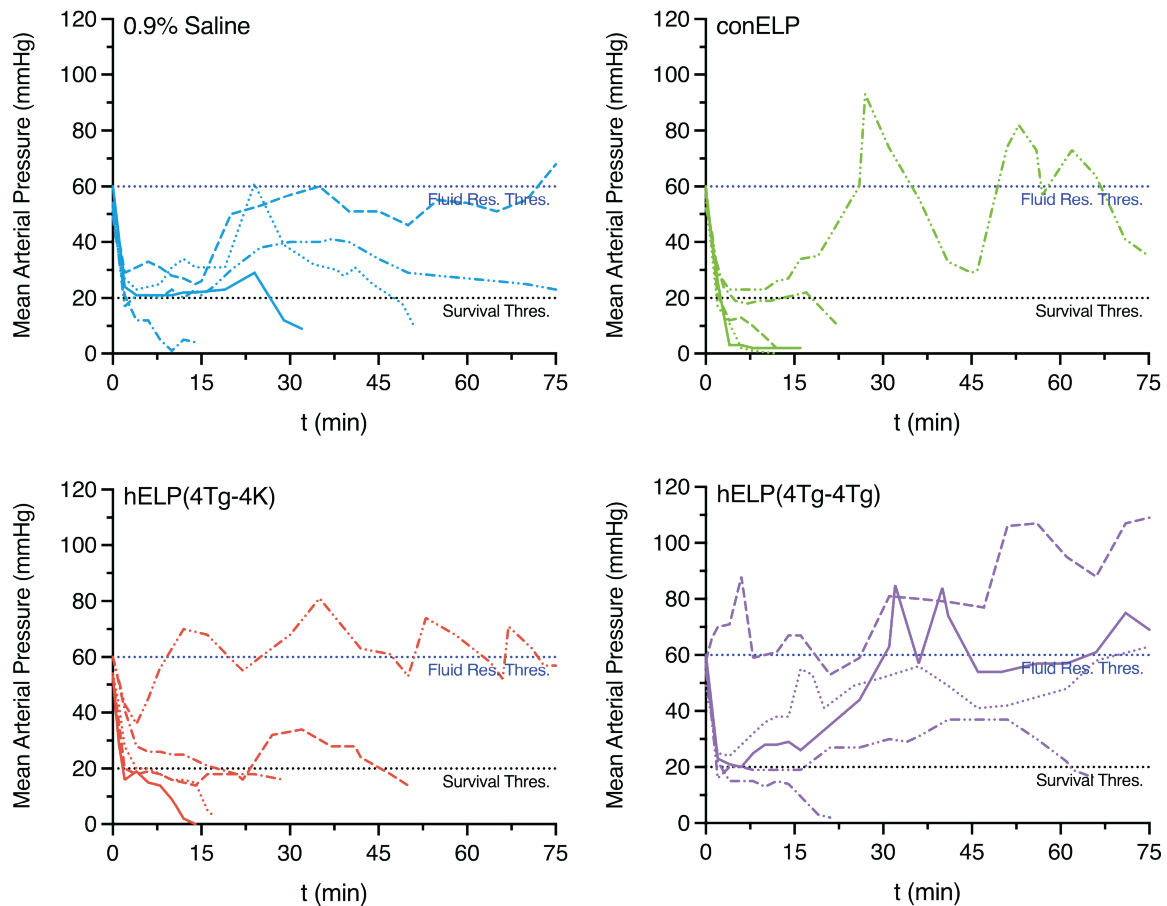 0.9% Saline
Mean Arterial Pressure (mmHg)
120
100
80
60
40
20
0
Fluid Res. Thres.
Survival Thres.
0 15 30 45 60 75
t (min)
conELP
Mean Arterial Pressure (mmHg)
120
100
80
60
40
20
0
Fluid Res. Thres.
Survival Thres.
0 15 30 45 60 75
t (min)
hELP(4Tg-4K)
Mean Arterial Pressure (mmHg)
120
100
80
60
40
20
0
Fluid Res. Thres.
Survival Thres.
0 15 30 45 60 75
t (min)
hELP(4Tg-4Tg)
Mean Arterial Pressure (mmHg)
120
100
80
60
40
20
0
Fluid Res. Thres.
Survival Thres.
0 15 30 45 60 75
t (min)